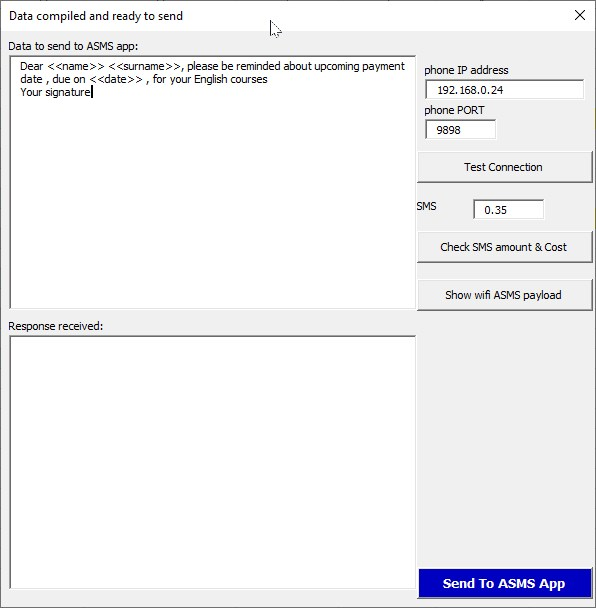 Data compiled and ready to send
Data to send to ASMS app:
Dear <<name>> <<surname>>, please be reminded about upcoming payment
date , due on <<date>> , for your English courses
Your signature
phone IP address
192.168.0.24
phone PORT
9898
Test Connection
SMS
0.35
Check SMS amount & Cost
Show wifi ASMS payload
Response received:
Send To ASMS App